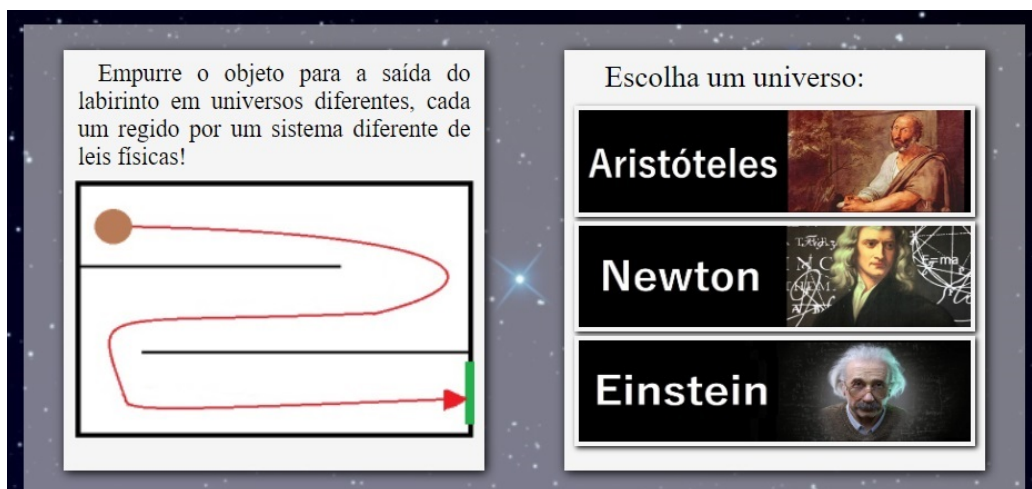 Empurre o objeto para a saída do
labirinto em universos diferentes, cada
um regido por um sistema diferente de
leis físicas!
Escolha um universo:
Aristóteles
Newton
F=ma
Einstein